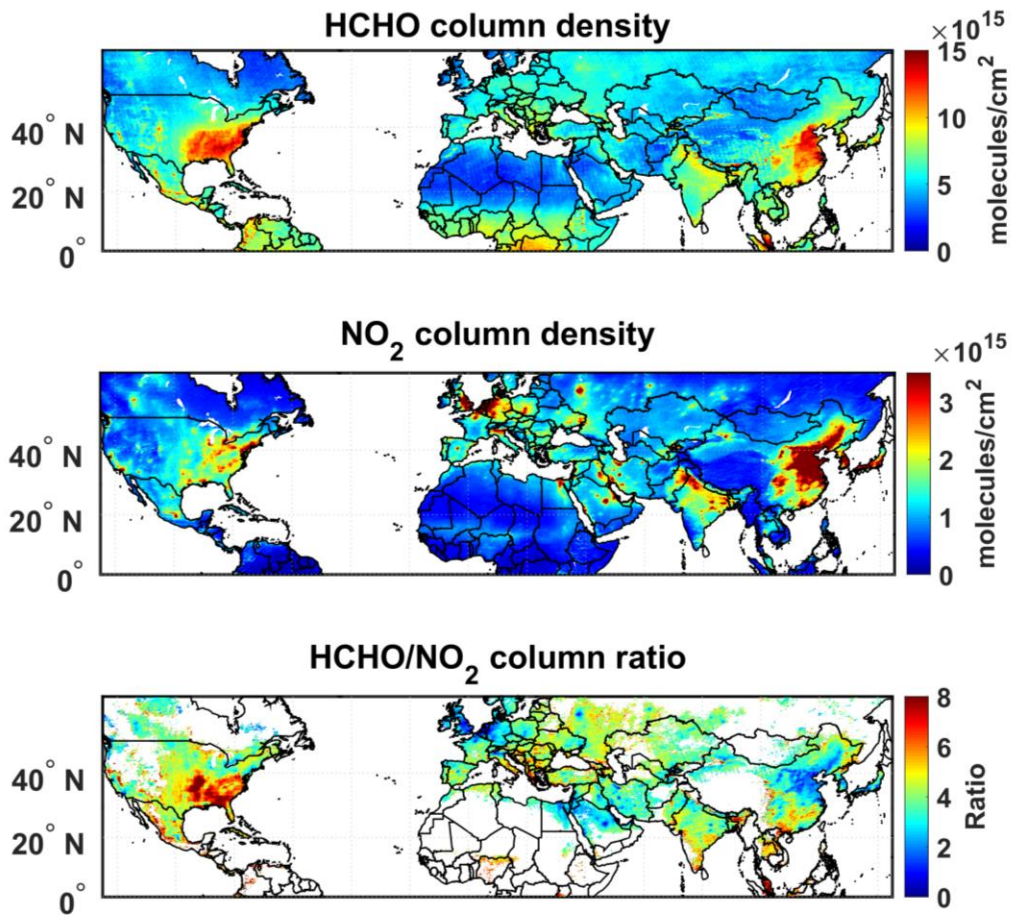 HCHO column density
×10¹⁵
15
10
5
0
molecules/cm²
40° N
20° N
0°
NO₂ column density
×10¹⁵
3
2
1
0
molecules/cm²
40° N
20° N
0°
HCHO/NO₂ column ratio
8
6
4
2
0
Ratio
40° N
20° N
0°